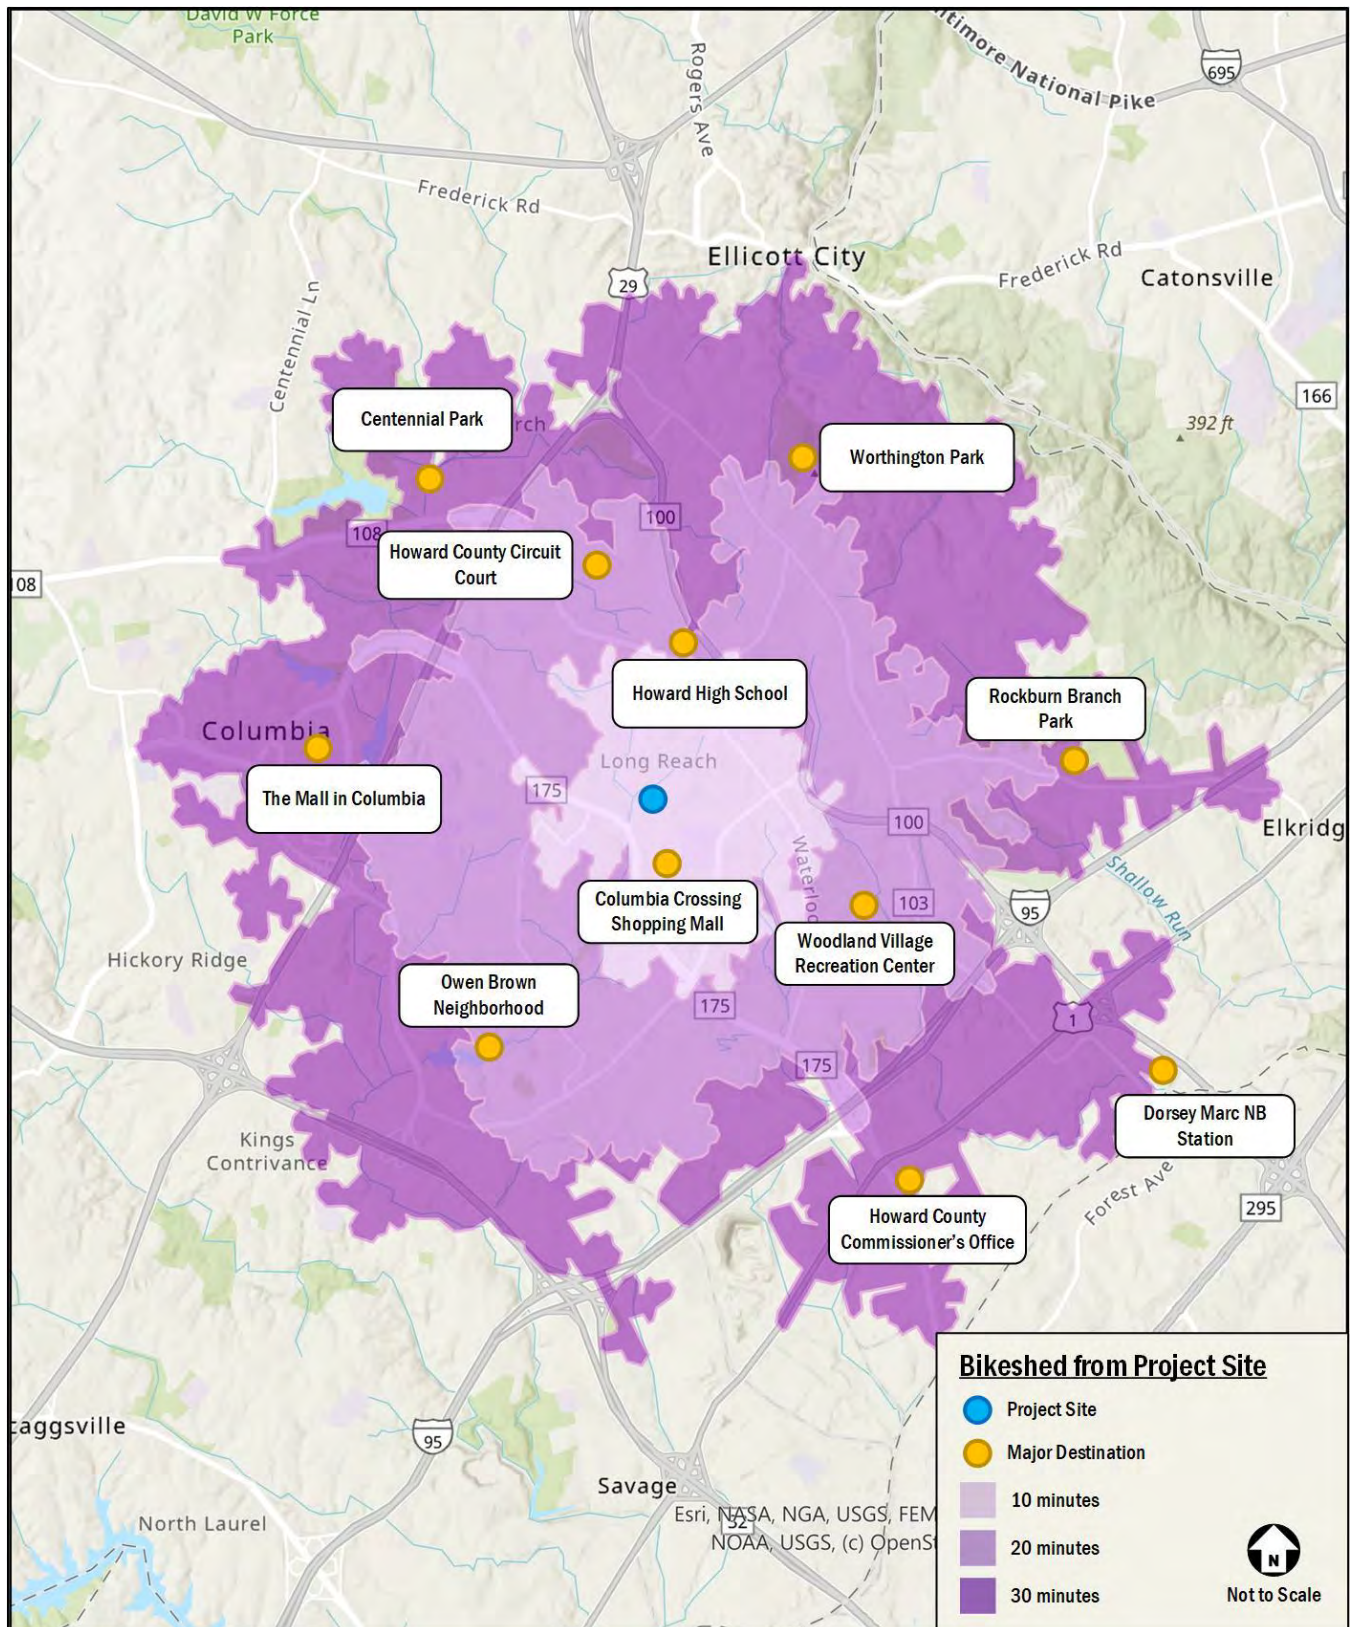 David W Force
Park
Rogers Ave
Baltimore National Pike
695
Frederick Rd
Ellicott City
Frederick Rd
Catonsville
29
Centennial Ln
166
392 ft
Centennial Park
rch
Worthington Park
100
108
Howard County Circuit
Court
108
Howard High School
Rockburn Branch
Park
Columbia
Long Reach
175
The Mall in Columbia
100
Elkridg
Waterloo
Shallow Run
Columbia Crossing
Shopping Mall
103
95
Woodland Village
Recreation Center
Hickory Ridge
Owen Brown
Neighborhood
175
1
175
Dorsey Marc NB
Station
Kings
Contrivance
Forest Ave
295
Howard County
Commissioner's Office
caggsville
95
Savage
North Laurel
32
Esri, NASA, NGA, USGS, FEM
NOAA, USGS, (c) OpenSt
Bikeshed from Project Site
Project Site
Major Destination
10 minutes
20 minutes
30 minutes
N
Not to Scale